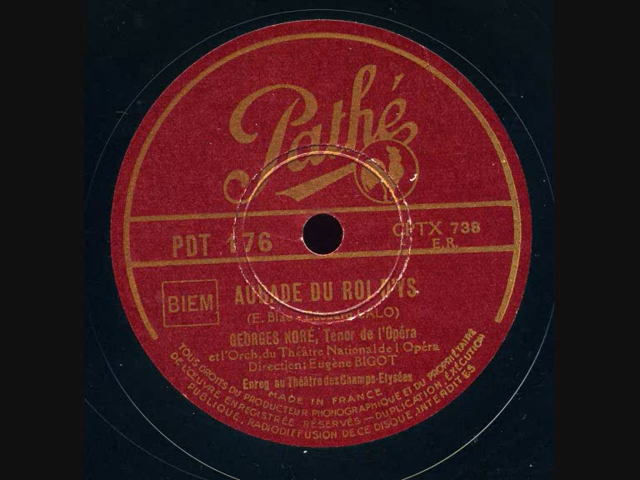 Pathé
PDT 176
CPTX 738
E.R.
BIEM
AUBADE DU ROI D'YS
(E. Blau - Edouard LALO)
GEORGES NORÉ, Ténor de l'Opéra
et l'Orch. du Théâtre National de l'Opéra
Direction: Eugène BIGOT
Enreg. au Théâtre des Champs-Elysées
MADE IN FRANCE
TOUS DROITS DU PRODUCTEUR PHONOGRAPHIQUE ET DU PROPRIÉTAIRE
DE L'ŒUVRE ENREGISTRÉE RÉSERVÉS - DUPLICATION EXÉCUTION
PUBLIQUE, RADIODIFFUSION DE CE DISQUE INTERDITES